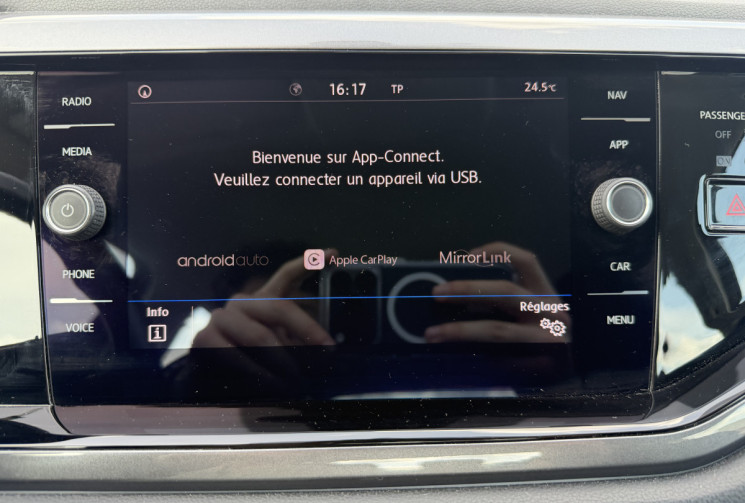 RADIO
MEDIA
PHONE
VOICE
16:17 TP 24.5°C
Bienvenue sur App-Connect.
Veuillez connecter un appareil via USB.
androidauto Apple CarPlay MirrorLink
Info Réglages
NAV
APP
CAR
MENU
OFF